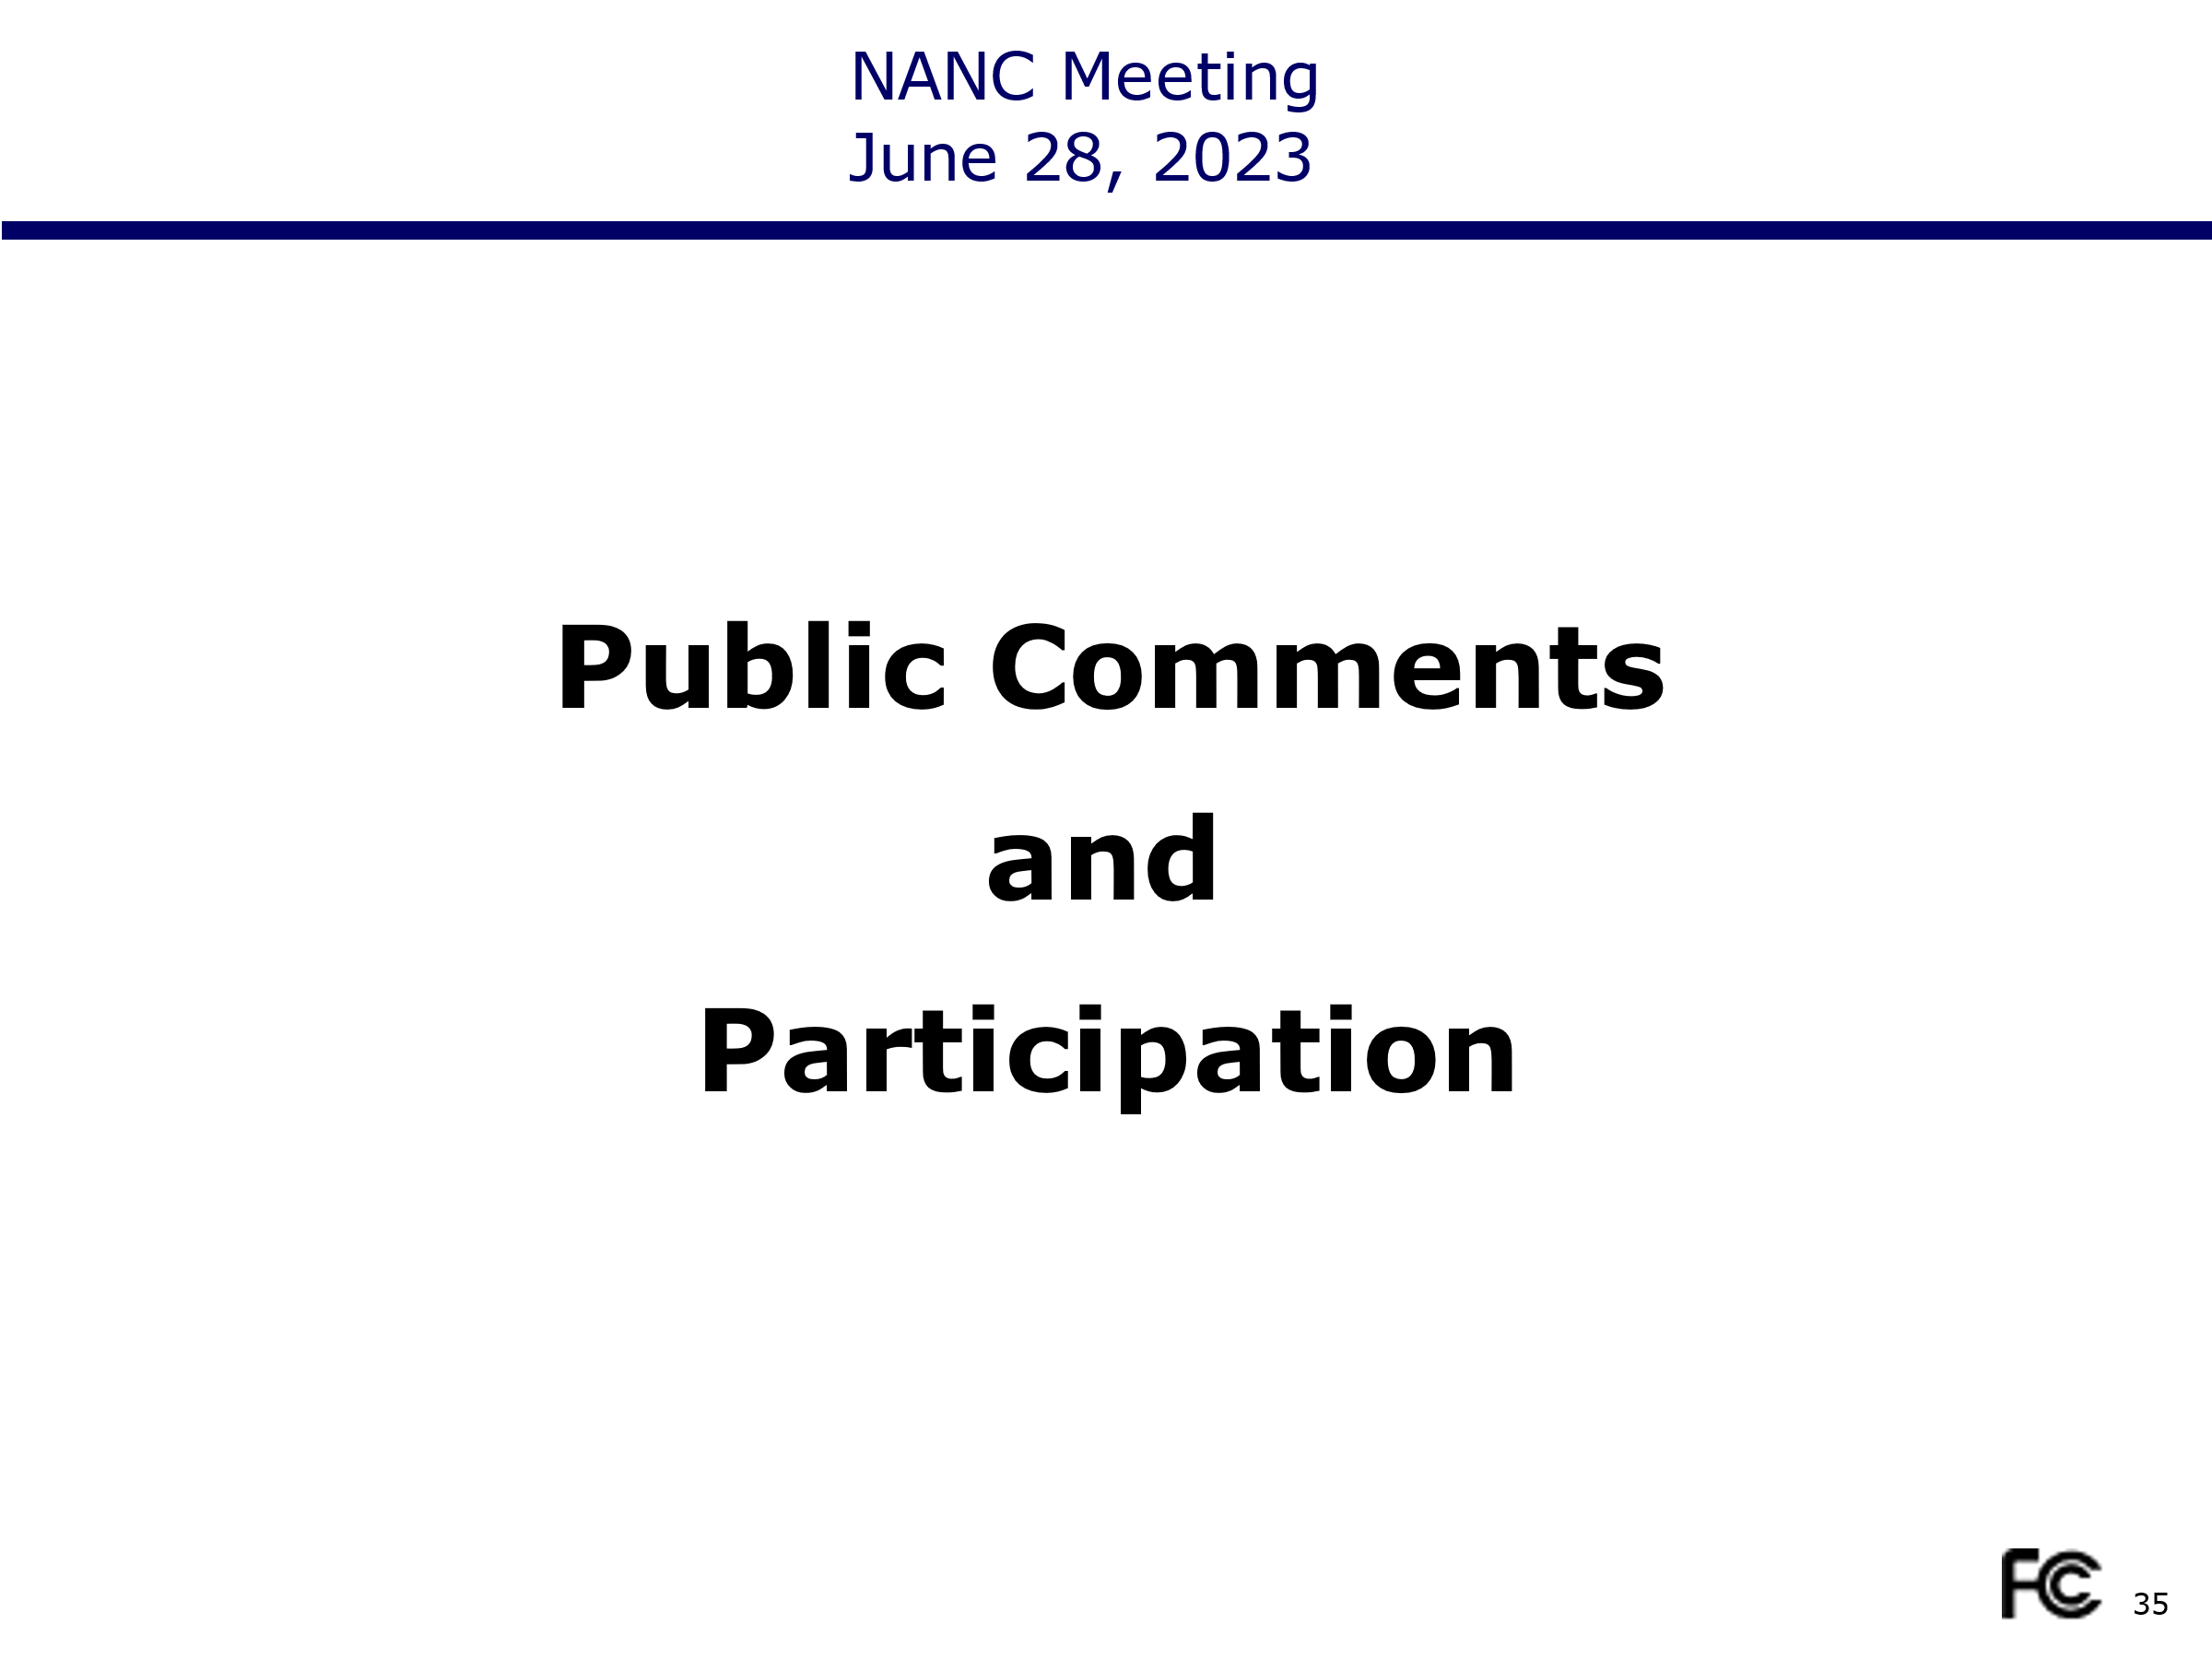 NANC Meeting
June 28, 2023
Public Comments
and
Participation
FCC
35